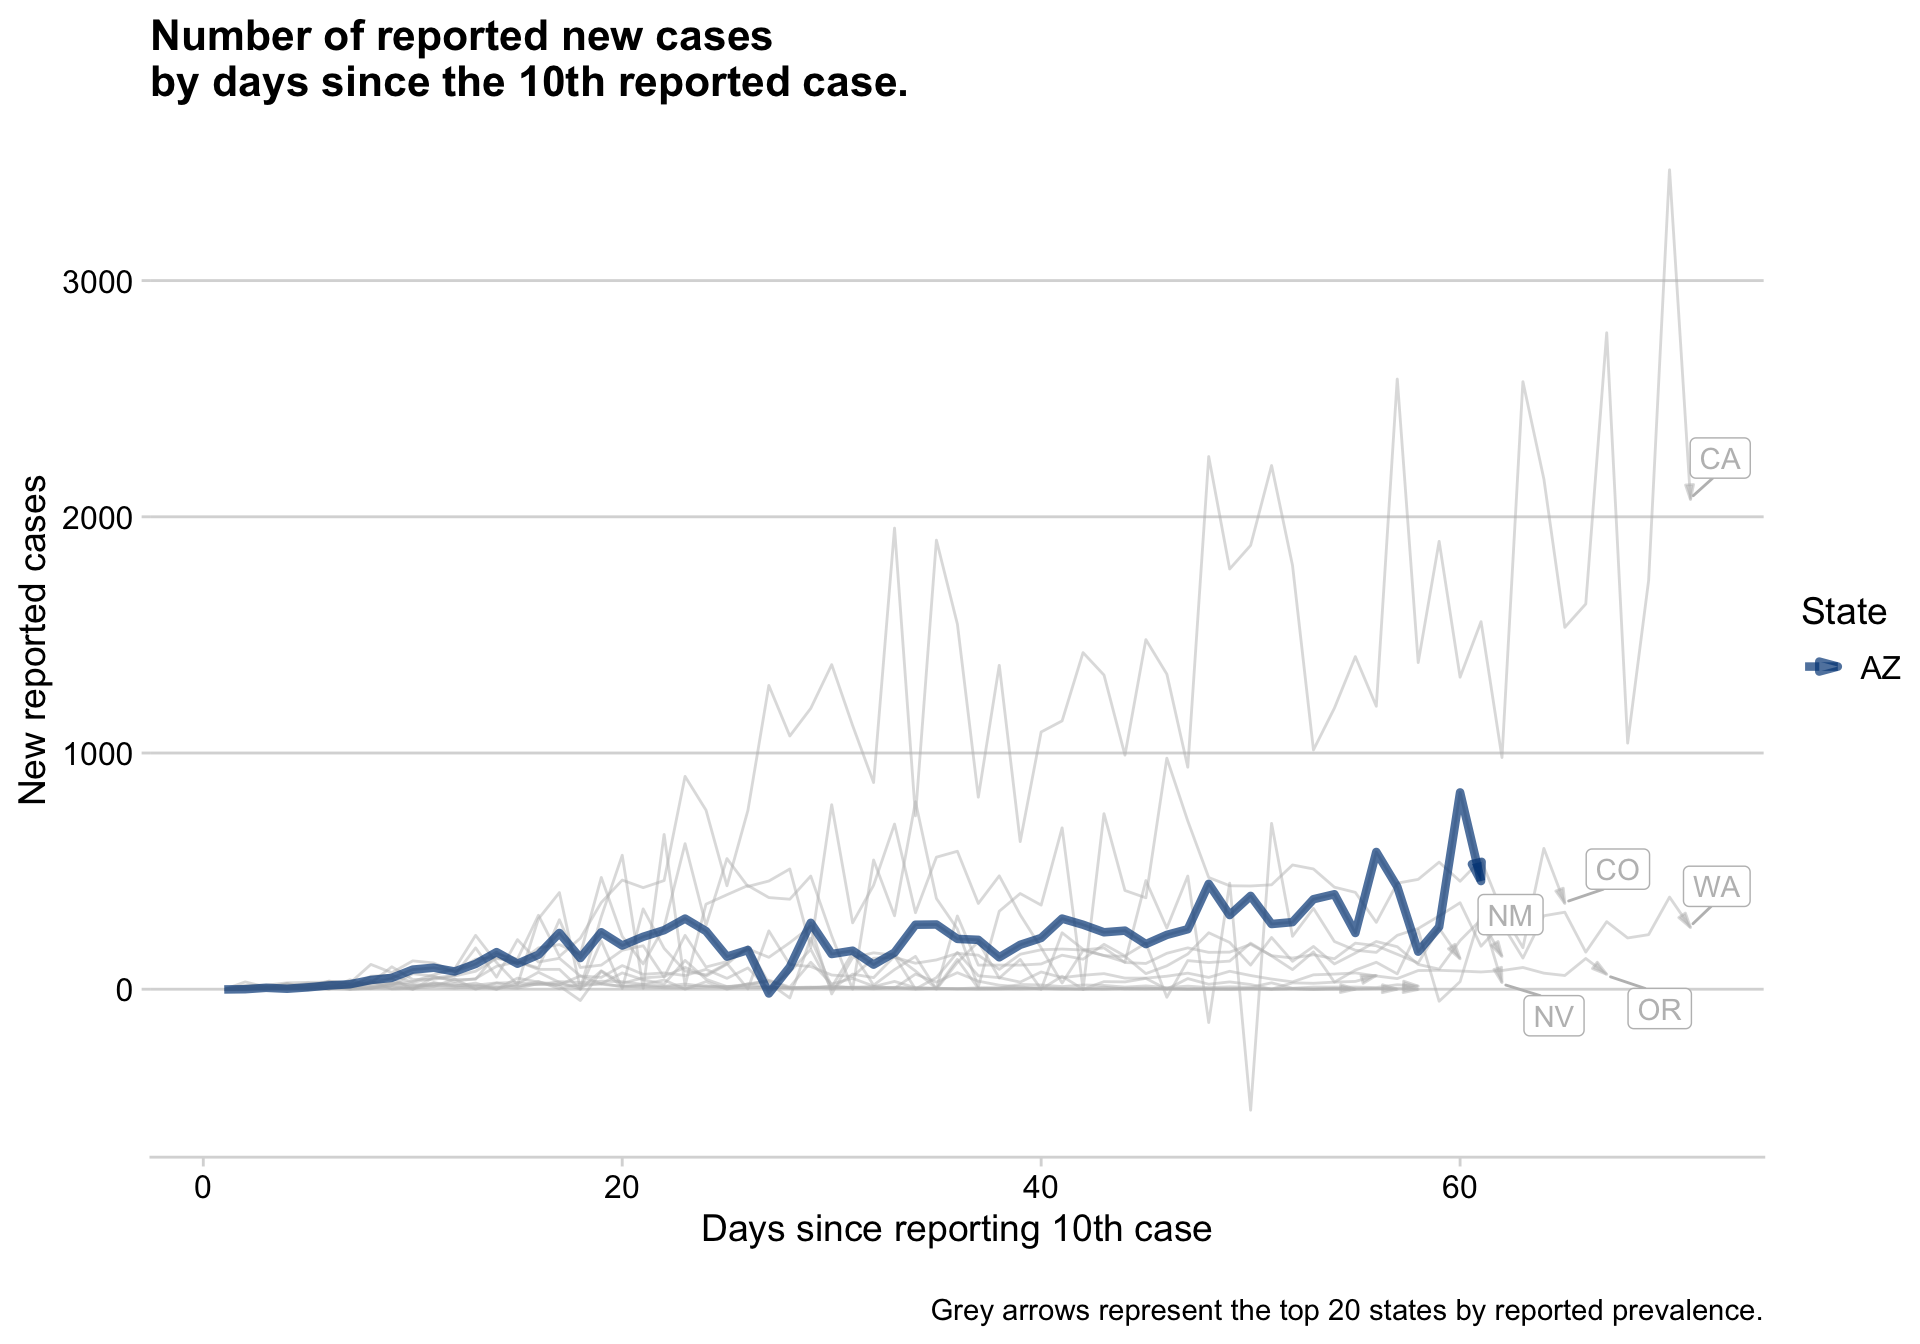 Number of reported new cases
by days since the 10th reported case.
New reported cases
3000
2000
1000
0
CA
CO
WA
NM
NV
OR
State
AZ
0
20
40
60
Days since reporting 10th case
Grey arrows represent the top 20 states by reported prevalence.